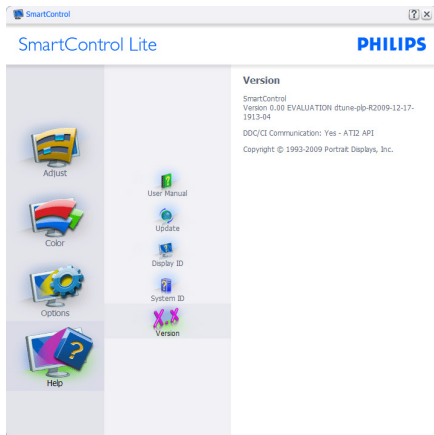 SmartControl
SmartControl Lite
PHILIPS
Adjust
Color
Options
Help
User Manual
Update
Display ID
System ID
X.X
Version
Version
SmartControl
Version 0.00 EVALUATION dtune-plp-R2009-12-17-
1913-04
DDC/CI Communication: Yes - ATI2 API
Copyright © 1993-2009 Portrait Displays, Inc.